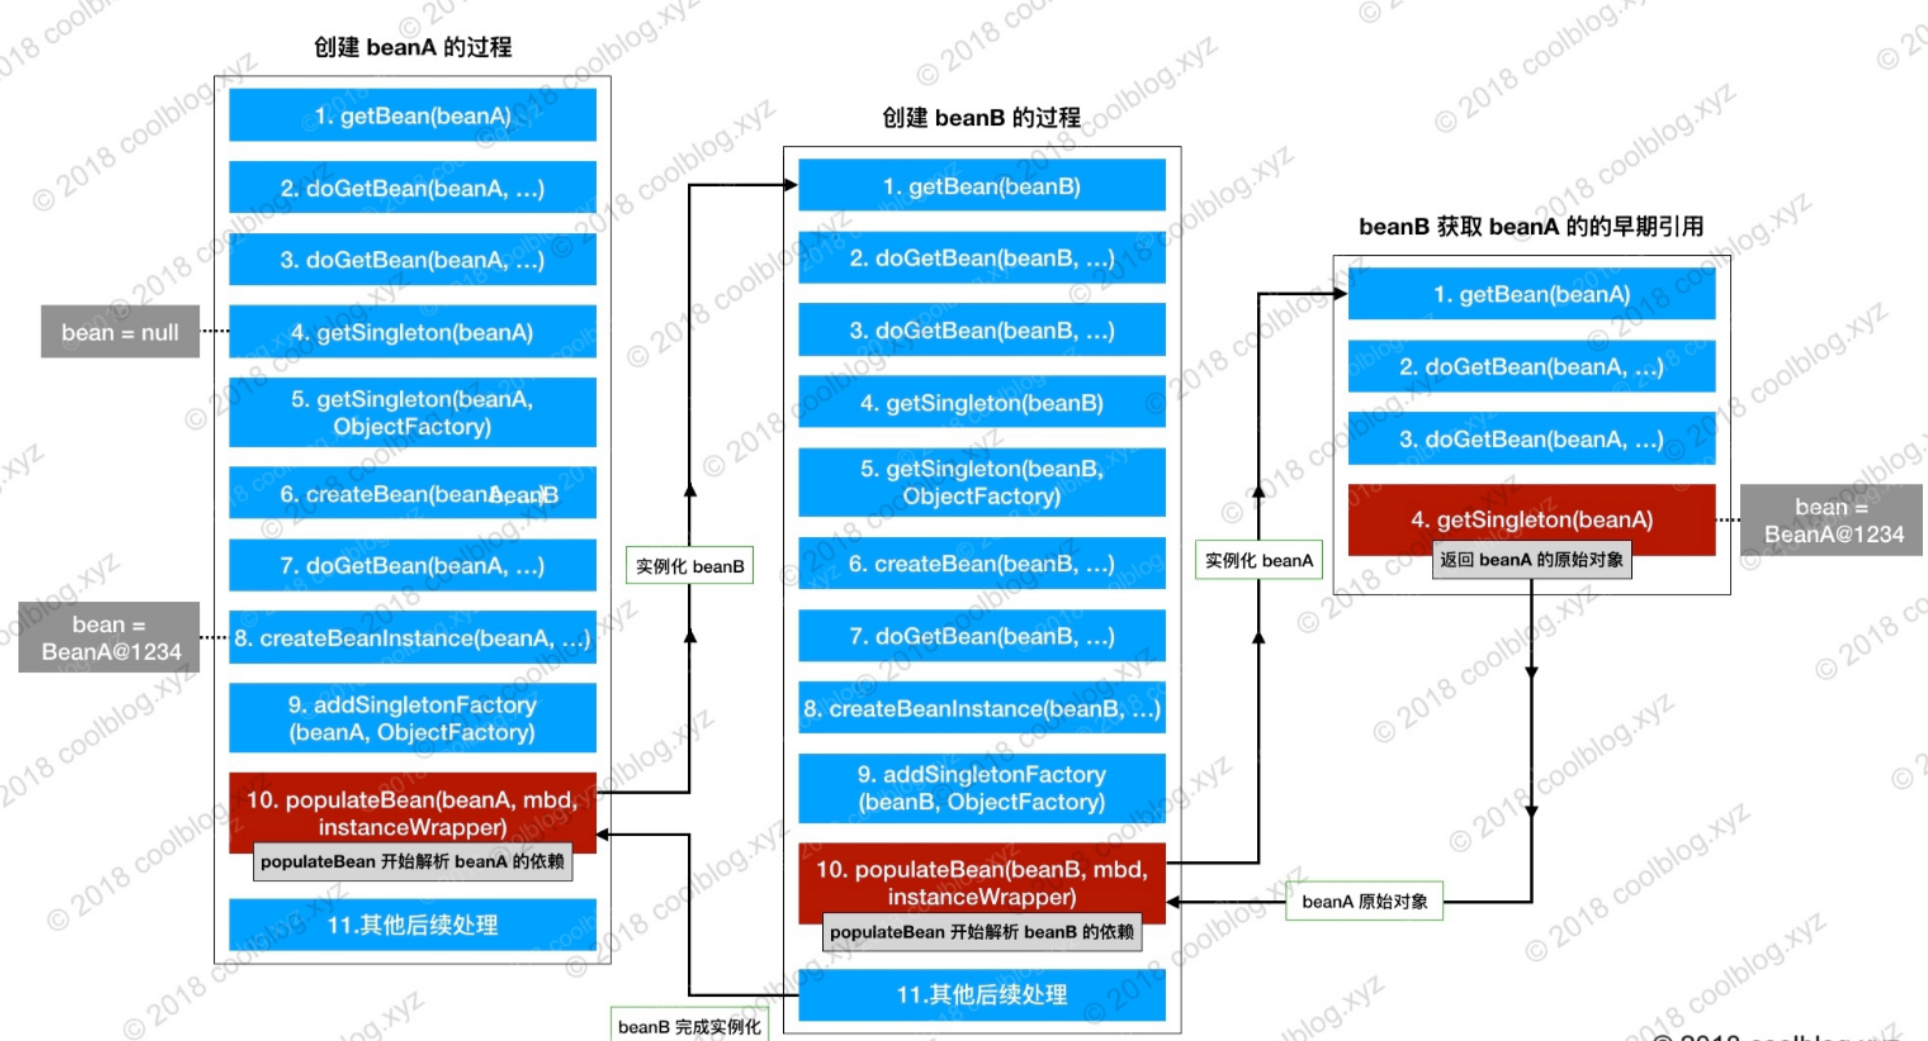 创建 beanA 的过程
1. getBean(beanA)
2. doGetBean(beanA, ...)
3. doGetBean(beanA, ...)
bean = null
4. getSingleton(beanA)
5. getSingleton(beanA,
ObjectFactory)
6. createBean(beanA, ...)
beanB
7. doGetBean(beanA, ...)
bean =
BeanA@1234
8. createBeanInstance(beanA, ...)
9. addSingletonFactory
(beanA, ObjectFactory)
10. populateBean(beanA, mbd,
instanceWrapper)
populateBean 开始解析 beanA 的依赖
11.其他后续处理
实例化 beanB
beanB 完成实例化
创建 beanB 的过程
1. getBean(beanB)
2. doGetBean(beanB, ...)
3. doGetBean(beanB, ...)
4. getSingleton(beanB)
5. getSingleton(beanB,
ObjectFactory)
6. createBean(beanB, ...)
7. doGetBean(beanB, ...)
8. createBeanInstance(beanB, ...)
9. addSingletonFactory
(beanB, ObjectFactory)
10. populateBean(beanB, mbd,
instanceWrapper)
populateBean 开始解析 beanB 的依赖
11.其他后续处理
实例化 beanA
beanA 原始对象
beanB 获取 beanA 的的早期引用
1. getBean(beanA)
2. doGetBean(beanA, ...)
3. doGetBean(beanA, ...)
4. getSingleton(beanA)
返回 beanA 的原始对象
bean =
BeanA@1234
© 2018 coolblog.xyz